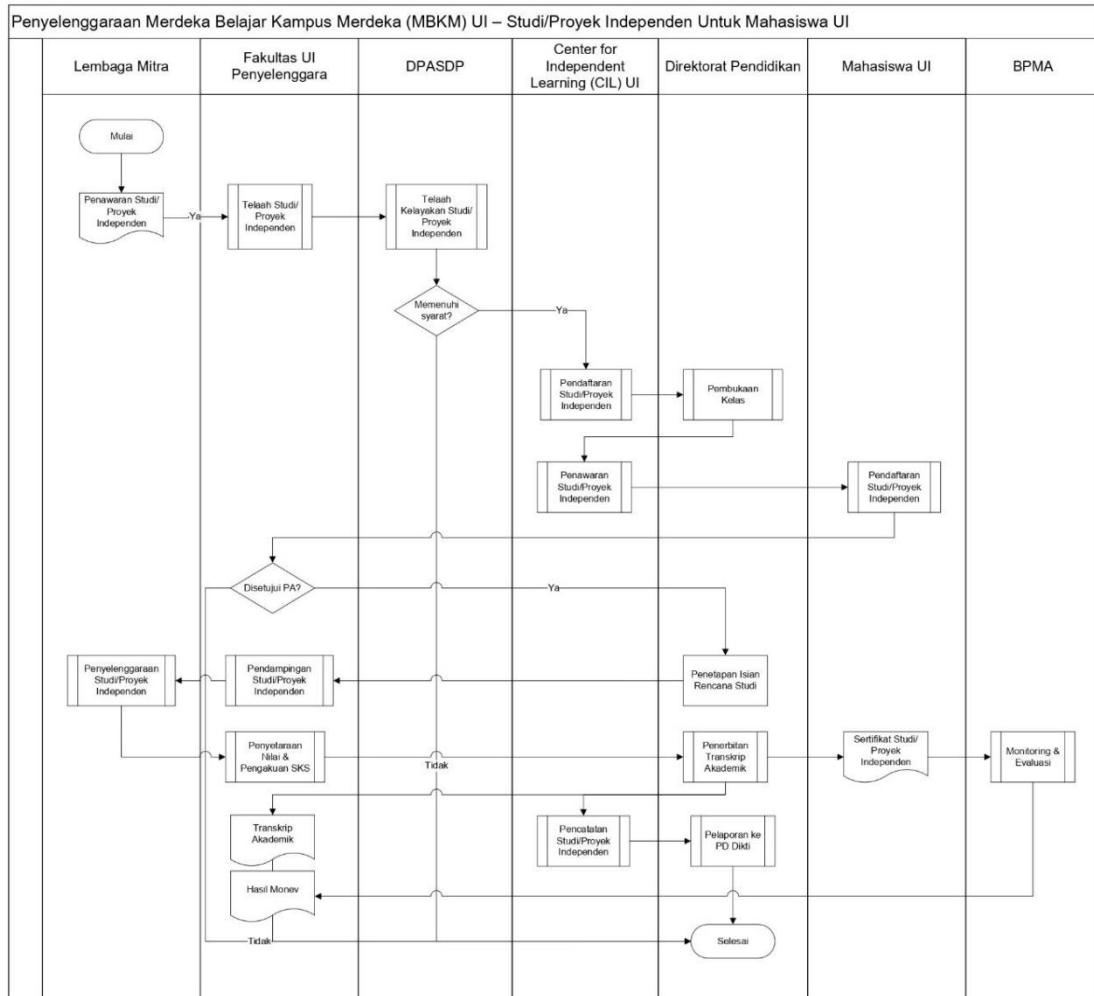 Penyelenggaraan Merdeka Belajar Kampus Merdeka (MBKM) UI – Studi/Proyek Independen Untuk Mahasiswa UI
Lembaga Mitra
Fakultas UI
Penyelenggara
DPASDP
Center for
Independent
Learning (CIL) UI
Direktorat Pendidikan
Mahasiswa UI
BPMA
Mulai
Penawaran Studi/
Proyek
Independen
Ya
Telaah Studi/
Proyek
Independen
Telaah
Kelayakan Studi/
Proyek
Independen
Memenuhi
syarat?
Ya
Pendaftaran
Studi/Proyek
Independen
Pembukaan
Kelas
Penawaran
Studi/Proyek
Independen
Pendaftaran
Studi/Proyek
Independen
Disetujui PA?
Ya
Penyelenggaraan
Studi/Proyek
Independen
Pendampingan
Studi/Proyek
Independen
Penetapan Isian
Rencana Studi
Penyetaraan
Nilai &
Pengakuan SKS
Tidak
Penerbitan
Transkrip
Akademik
Sertifikat Studi/
Proyek
Independen
Monitoring &
Evaluasi
Transkrip
Akademik
Pencatatan
Studi/Proyek
Independen
Pelaporan ke
PD Dikti
Hasil Monev
Tidak
Selesai